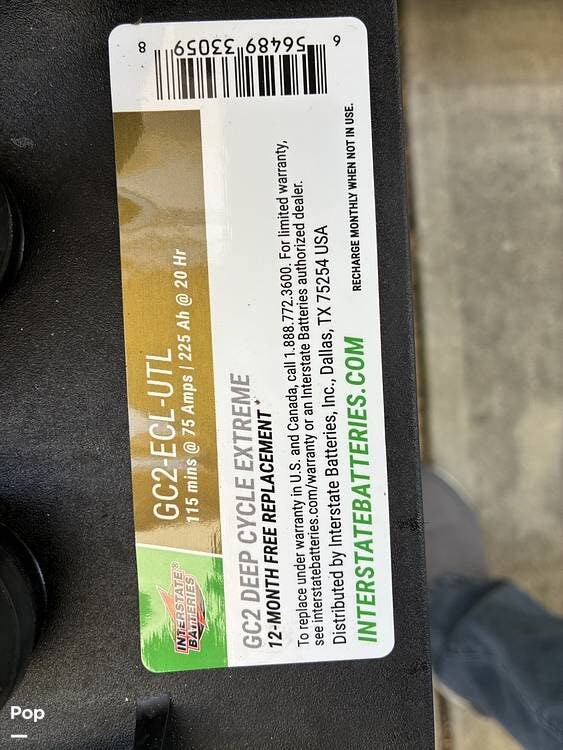 INTERSTATE®
BATTERIES
GC2-ECL-UTL
115 mins @ 75 Amps | 225 Ah @ 20 Hr
GC2 DEEP CYCLE EXTREME
12-MONTH FREE REPLACEMENT*
To replace under warranty in U.S. and Canada, call 1.888.772.3600. For limited warranty,
see interstatebatteries.com/warranty or an Interstate Batteries authorized dealer.
Distributed by Interstate Batteries, Inc., Dallas, TX 75254 USA
INTERSTATEBATTERIES.COM
RECHARGE MONTHLY WHEN NOT IN USE.
8 33059 56489 6
Pop